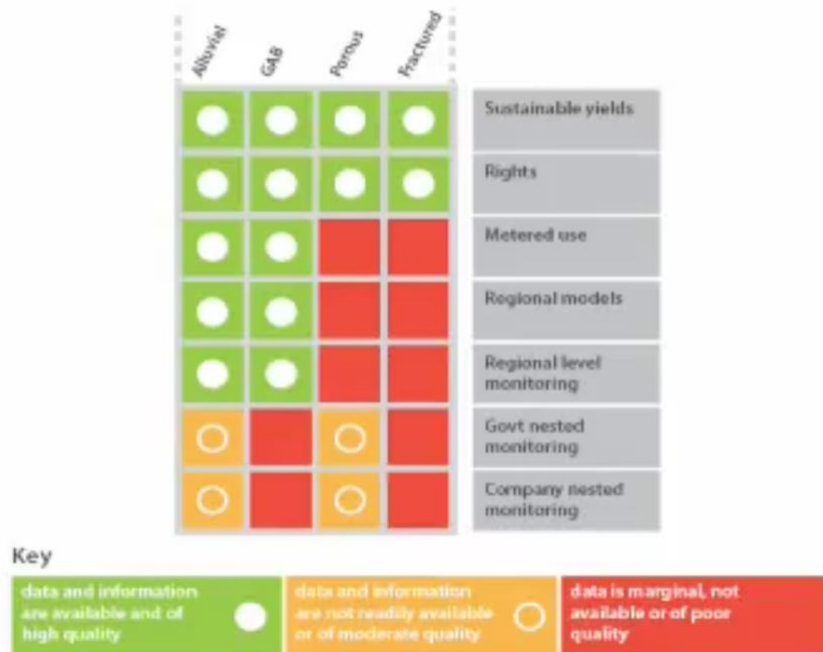 Alluvial
GAB
Porous
Fractured
Sustainable yields
Rights
Metered use
Regional models
Regional level
monitoring
Govt nested
monitoring
Company nested
monitoring
Key
data and information
are available and of
high quality
data and information
are not readily available
or of moderate quality
data is marginal, not
available or of poor
quality